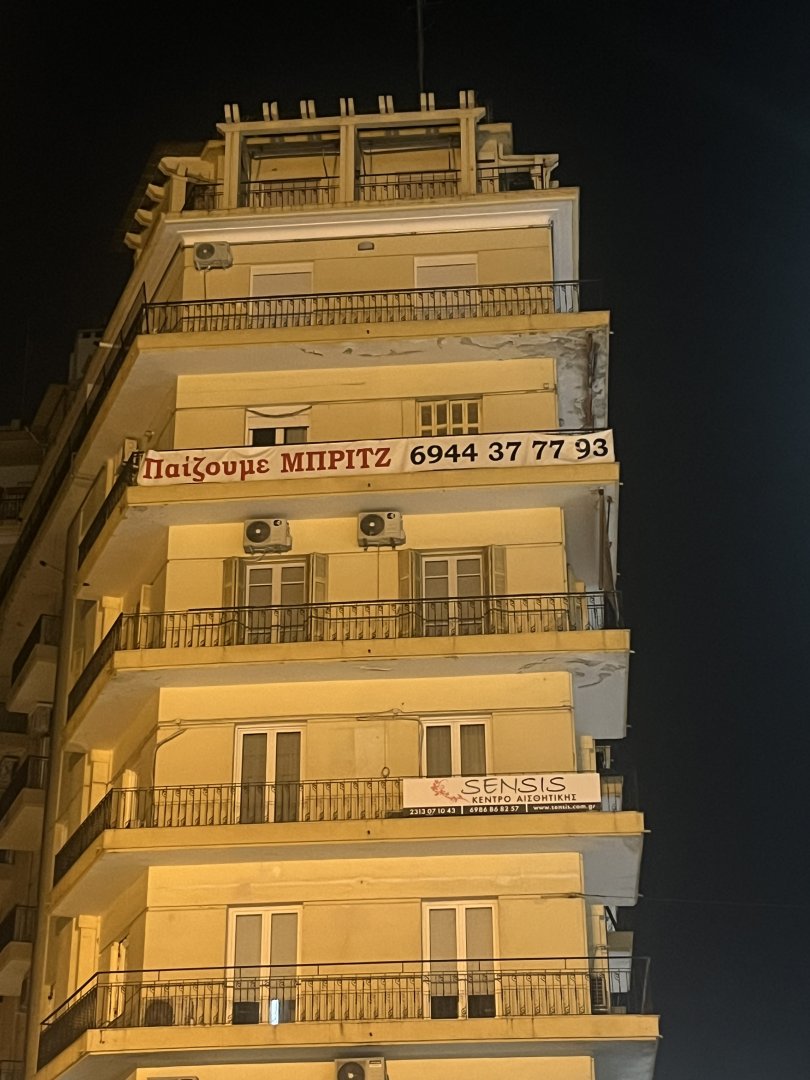 Παίζουμε ΜΠΡΙΤΖ 6944 37 77 93
SENSIS
ΚΕΝΤΡΟ ΑΙΣΘΗΤΙΚΗΣ
2313 07 10 43 | 6986 86 82 57 | www.sensis.com.gr